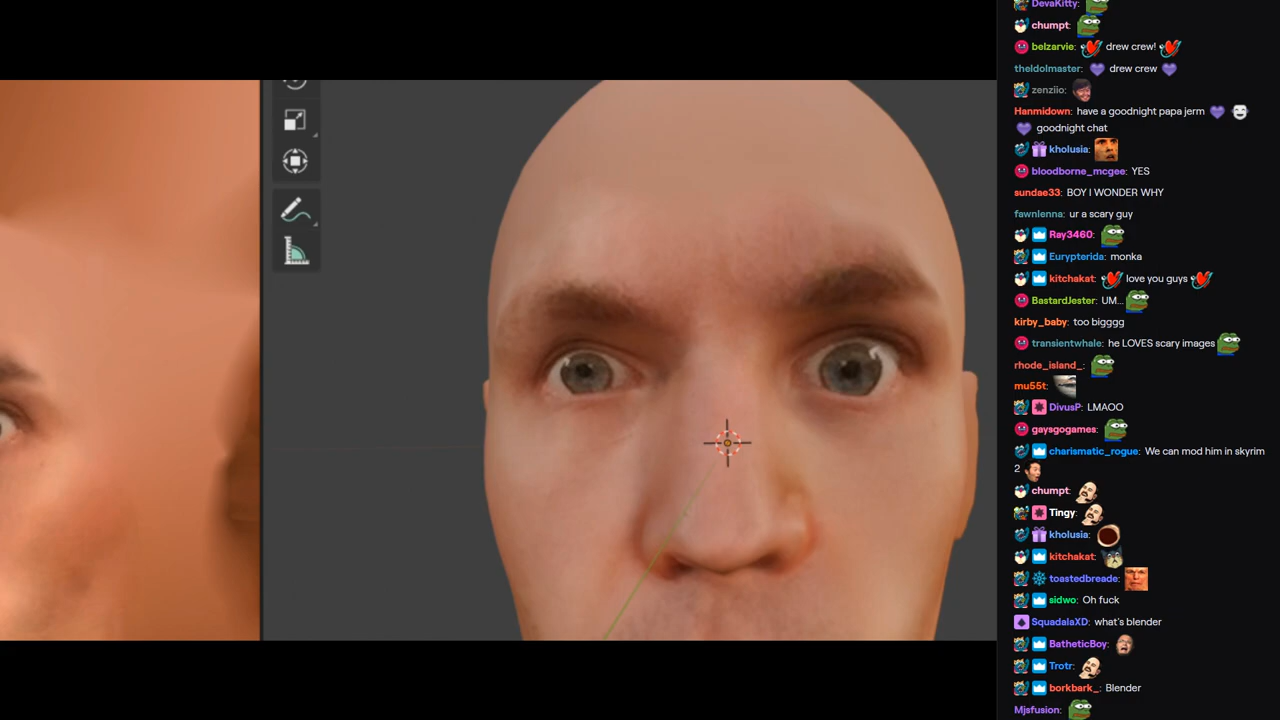 DevaKitty:
chumpt:
belzarvie: drew crew!
theIdolmaster: drew crew
zenziio:
Hanmidown: have a goodnight papa jerm
goodnight chat
kholusia:
bloodborne_mcgee: YES
sundae33: BOY I WONDER WHY
fawnlenna: ur a scary guy
Ray3460:
Eurypterida: monka
kitchakat: love you guys
BastardJester: UM...
kirby_baby: too bigggg
transientwhale: he LOVES scary images
rhode_island_:
mu55t:
DivusP: LMAOO
gaysgogames:
charismatic_rogue: We can mod him in skyrim
2
chumpt:
Tingy:
kholusia:
kitchakat:
toastedbreade:
sidwo: Oh fuck
SquadalaXD: what's blender
BatheticBoy:
Trotr:
borkbark_: Blender
Mjsfusion: